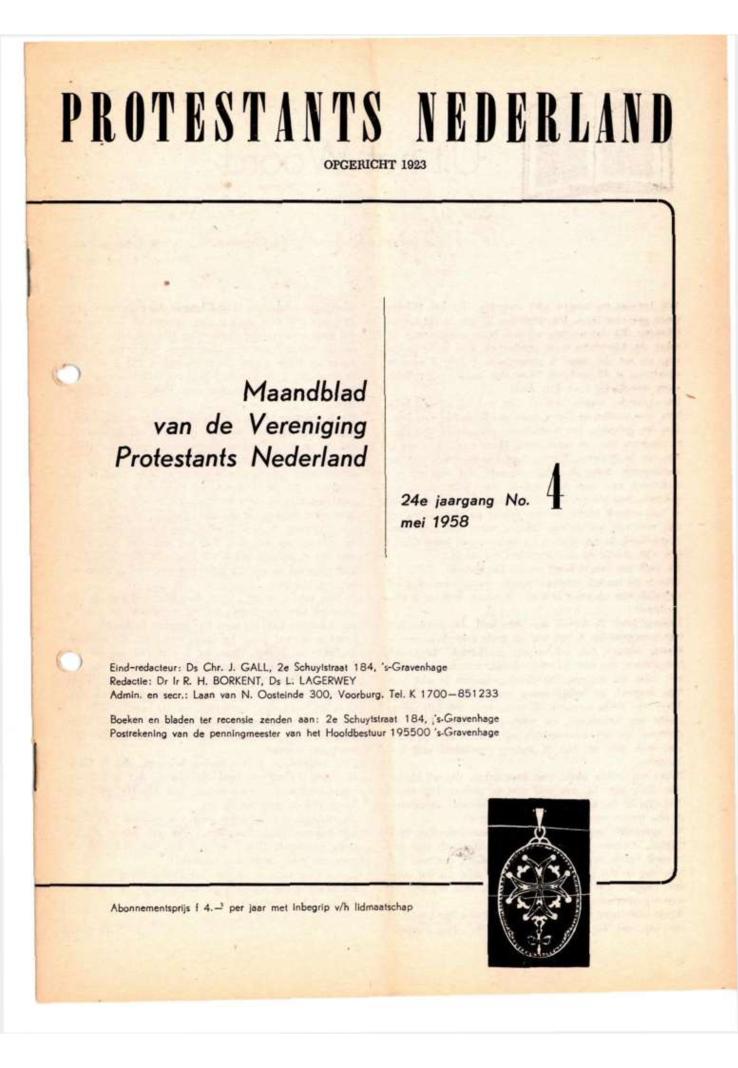 PROTESTANTS NEDERLAND
OPGERICHT 1923
Maandblad
van de Vereniging
Protestants Nederland
24e jaargang No. 4
mei 1958
Eind-redacteur: Ds Chr. J. GALL, 2e Schuytstraat 184, 's-Gravenhage
Redactie: Dr Ir R. H. BORKENT, Ds L. LAGERWEY
Admin. en secr.: Laan van N. Oosteinde 300, Voorburg. Tel. K 1700—851233
Boeken en bladen ter recensie zenden aan: 2e Schuytstraat 184, 's-Gravenhage
Postrekening van de penningmeester van het Hoofdbestuur 195500 's-Gravenhage
Abonnementsprijs f 4.— per jaar met inbegrip v/h lidmaatschap